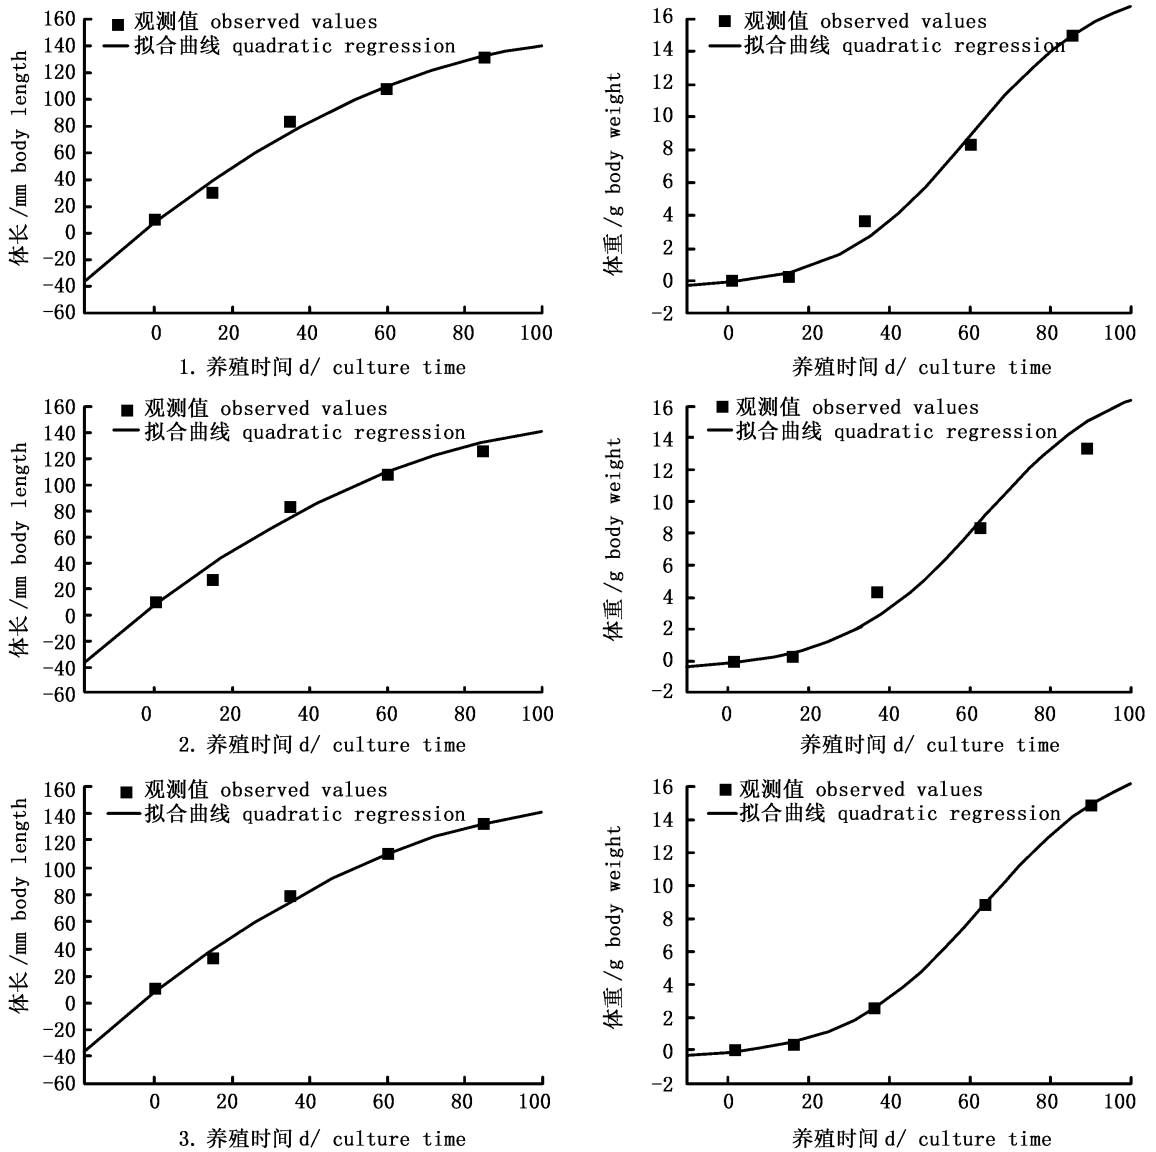 160
140
120
100
80
60
40
20
0
-20
-40
-60
体长/mm body length
观测值 observed values
拟合曲线 quadratic regression
0 20 40 60 80 100
1. 养殖时间 d/ culture time
16
14
12
10
8
6
4
2
0
-2
体重/g body weight
观测值 observed values
拟合曲线 quadratic regression
0 20 40 60 80 100
养殖时间 d/ culture time
160
140
120
100
80
60
40
20
0
-20
-40
-60
体长/mm body length
观测值 observed values
拟合曲线 quadratic regression
0 20 40 60 80 100
2. 养殖时间 d/ culture time
16
14
12
10
8
6
4
2
0
-2
体重/g body weight
观测值 observed values
拟合曲线 quadratic regression
0 20 40 60 80 100
养殖时间 d/ culture time
160
140
120
100
80
60
40
20
0
-20
-40
-60
体长/mm body length
观测值 observed values
拟合曲线 quadratic regression
0 20 40 60 80 100
3. 养殖时间 d/ culture time
16
14
12
10
8
6
4
2
0
-2
体重/g body weight
观测值 observed values
拟合曲线 quadratic regression
0 20 40 60 80 100
养殖时间 d/ culture time